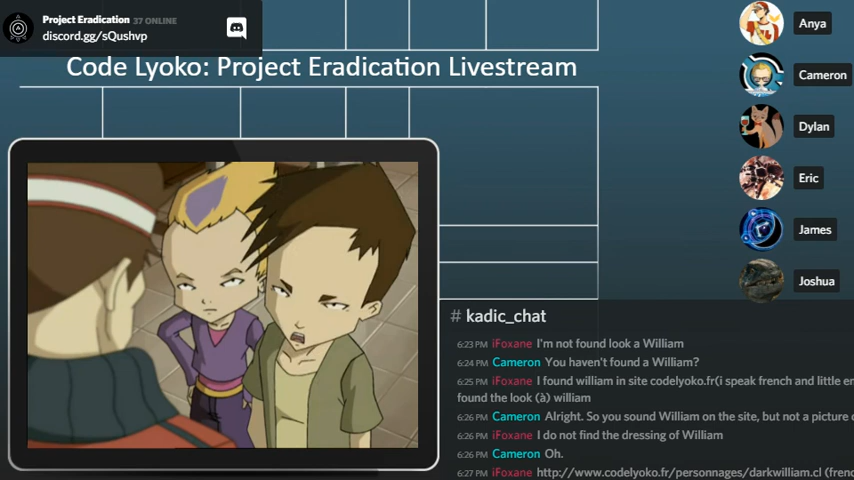 Project Eradication 37 ONLINE
discord.gg/sQushvp
Code Lyoko: Project Eradication Livestream
Anya
Cameron
Dylan
Eric
James
Joshua
# kadic_chat
6:23 PM iFoxane I'm not found look a William
6:24 PM Cameron You haven't found a William?
6:25 PM iFoxane I found william in site codelyoko.fr(i speak french and little en
found the look (à) william
6:26 PM Cameron Alright. So you sound William on the site, but not a picture o
6:26 PM iFoxane I do not find the dressing of William
6:26 PM Cameron Oh.
6:27 PM iFoxane http://www.codelyoko.fr/personnages/darkwilliam.cl (frenc